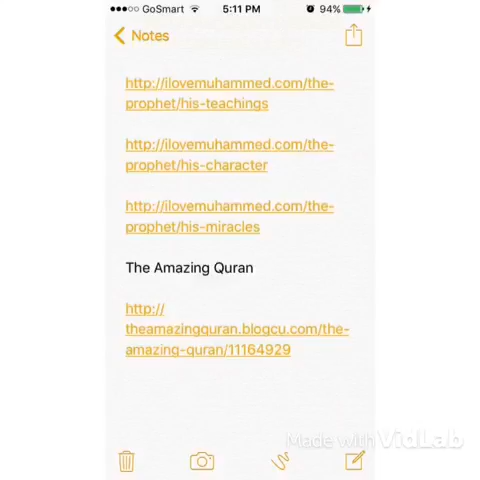 GoSmart 5:11 PM 94%
Notes
http://ilovemuhammed.com/the-
prophet/his-teachings
http://ilovemuhammed.com/the-
prophet/his-character
http://ilovemuhammed.com/the-
prophet/his-miracles
The Amazing Quran
http://
theamazingquran.blogcu.com/the-
amazing-quran/11164929
Made with VidLab